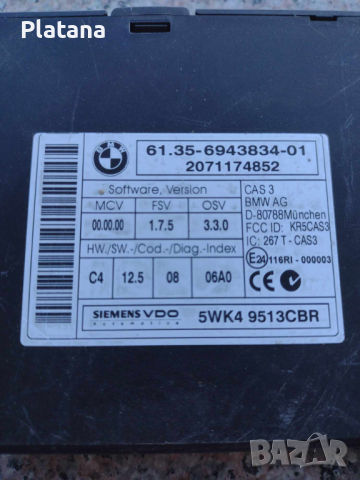 Platana
BMW
61.35-6943834-01
2071174852
Software, Version
MCV FSV OSV
00.00.00 1.7.5 3.3.0
HW./SW.-/Cod.-/Diag.-Index
C4 12.5 08 06A0
CAS 3
BMW AG
D-80788München
FCC ID: KR5CAS3
IC: 267 T - CAS3
E24 116RI - 000003
CE
SIEMENS VDO
Automotive
5WK4 9513CBR
BAZAR
bg